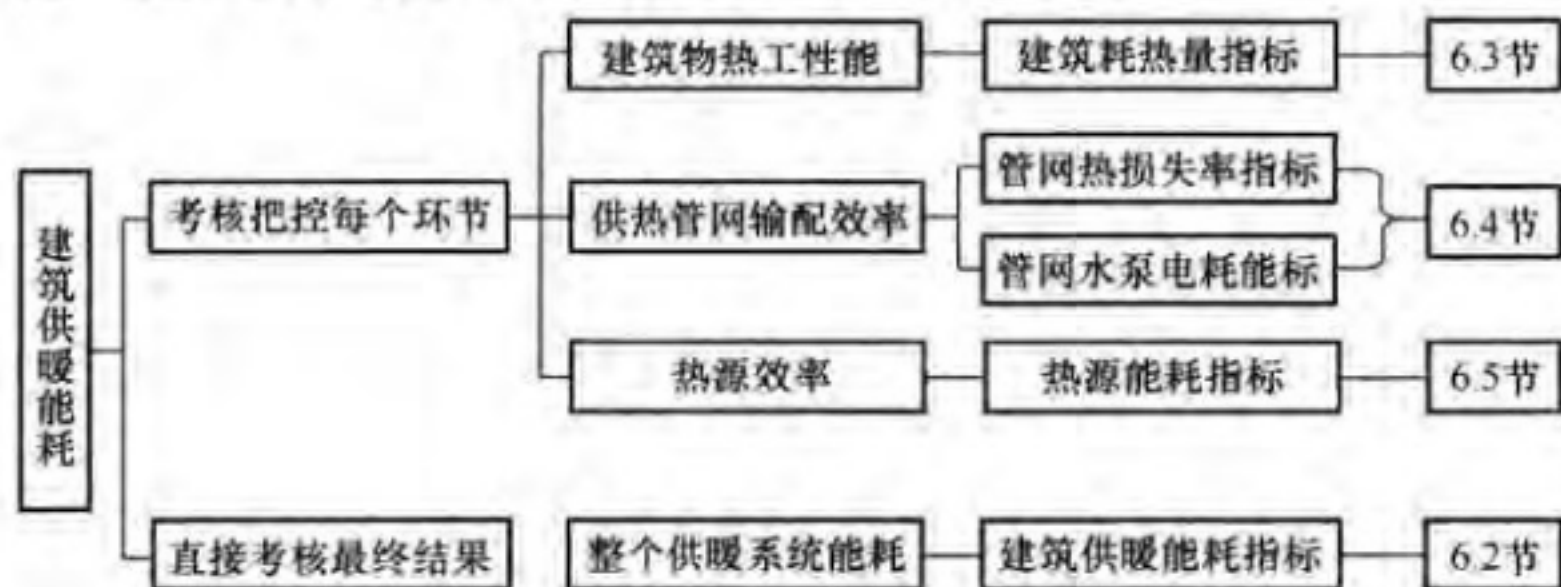 建筑供暖能耗
考核把控每个环节
建筑物热工性能
建筑耗热量指标
6.3节
供热管网输配效率
管网热损失率指标
管网水泵电耗能标
6.4节
热源效率
热源能耗指标
6.5节
直接考核最终结果
整个供暖系统能耗
建筑供暖能耗指标
6.2节